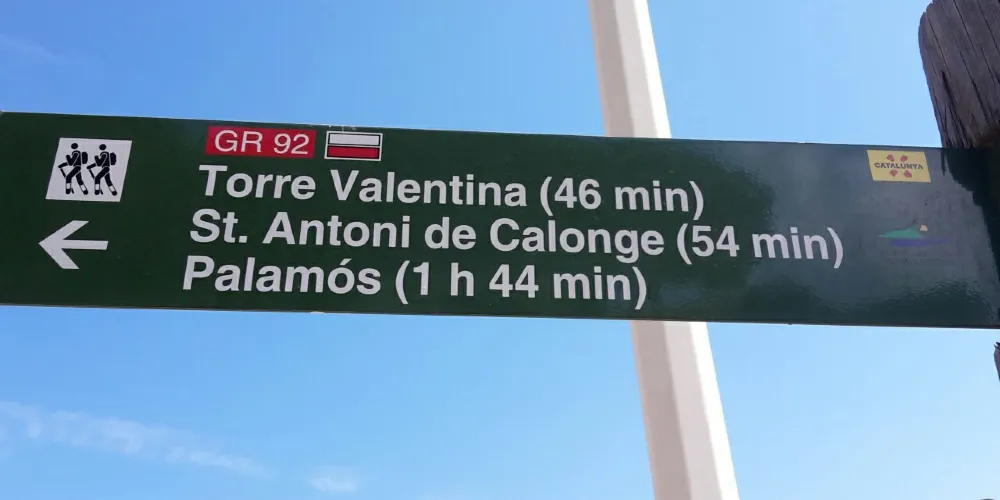 GR 92
CATALUNYA
Torre Valentina (46 min)
St. Antoni de Calonge (54 min)
Palamós (1 h 44 min)